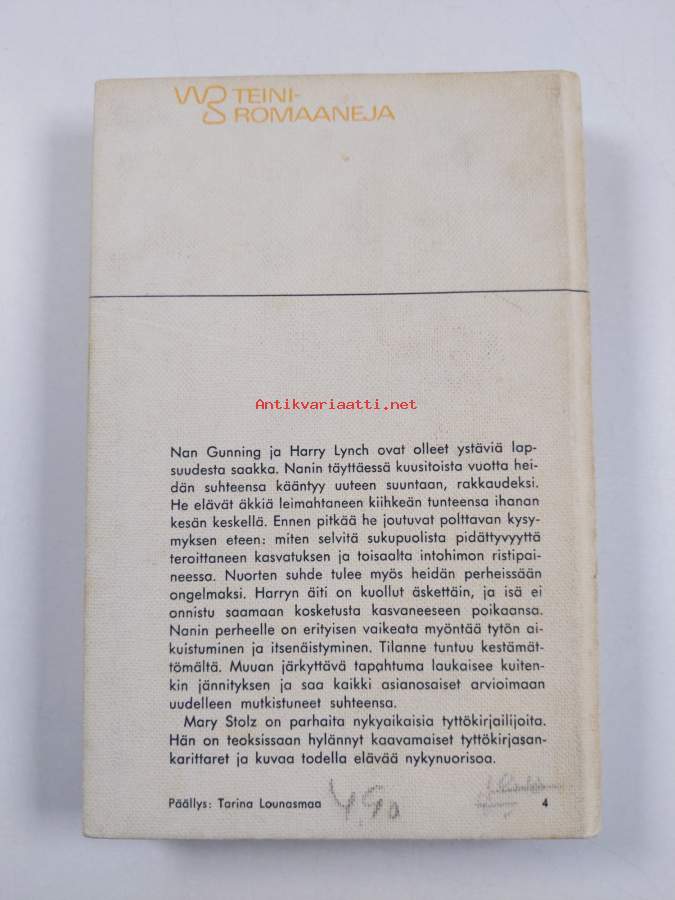 WS TEINI-
ROMAANEJA
Antikvariaatti.net
Nan Gunning ja Harry Lynch ovat olleet ystäviä lap-
suudesta saakka. Nanin täyttäessä kuusitoista vuotta hei-
dän suhteensa kääntyy uuteen suuntaan, rakkaudeksi.
He elävät äkkiä leimahtaneen kiihkeän tunteensa ihanan
kesän keskellä. Ennen pitkää he joutuvat polttavan kysy-
myksen eteen: miten selvitä sukupuolista pidättyvyyttä
teroittaneen kasvatuksen ja toisaalta intohimon ristipai-
neessa. Nuorten suhde tulee myös heidän perheissään
ongelmaksi. Harryn äiti on kuollut äskettäin, ja isä ei
onnistu saamaan kosketusta kasvaneeseen poikaansa.
Nanin perheelle on erityisen vaikeata myöntää tytön ai-
kuistuminen ja itsenäistyminen. Tilanne tuntuu kestämät-
tömältä. Muuan järkyttävä tapahtuma laukaisee kuiten-
kin jännityksen ja saa kaikki asianosaiset arvioimaan
uudelleen mutkistuneet suhteensa.
Mary Stolz on parhaita nykyaikaisia tyttökirjailijoita.
Hän on teoksissaan hylännyt kaavamaiset tyttökirjasan-
karittaret ja kuvaa todella elävää nykynuorisoa.
Päällys: Tarina Lounasmaa
4